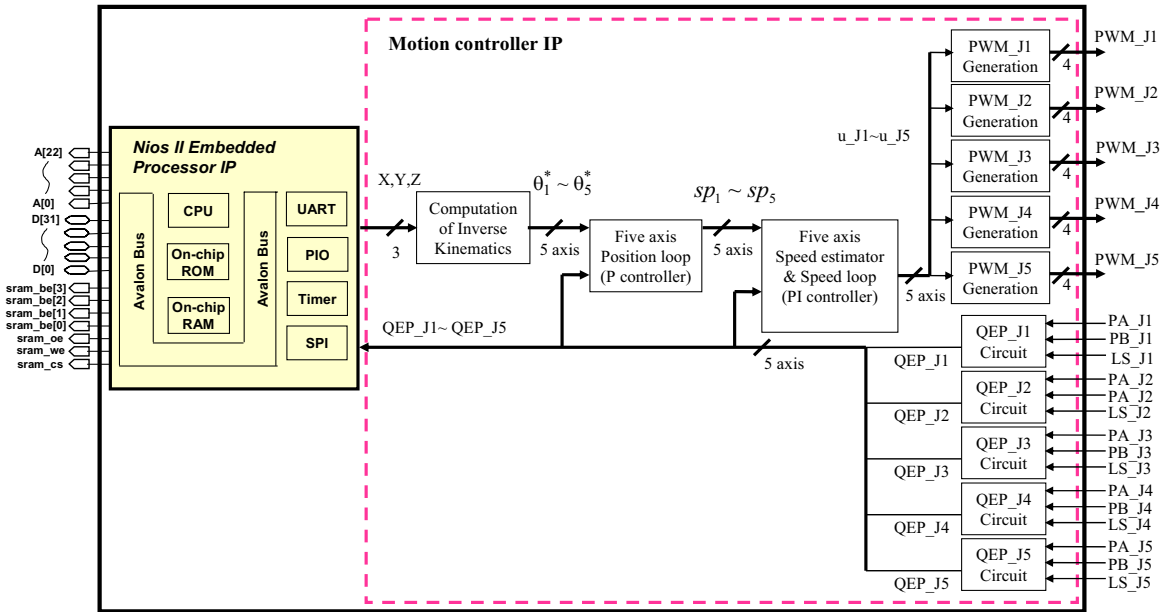 Motion controller IP
Nios II Embedded
Processor IP
A[22]
A[0]
D[31]
D[0]
sram_be[3]
sram_be[2]
sram_be[1]
sram_be[0]
sram_oe
sram_we
sram_cs
Avalon Bus
CPU
On-chip
ROM
On-chip
RAM
Avalon Bus
UART
PIO
Timer
SPI
X,Y,Z
3
Computation
of Inverse
Kinematics
θ₁* ~ θ₅*
5 axis
Five axis
Position loop
(P controller)
sp₁ ~ sp₅
5 axis
Five axis
Speed estimator
& Speed loop
(PI controller)
5 axis
u_J1~u_J5
QEP_J1~ QEP_J5
5 axis
PWM_J1
Generation
4
PWM_J1
PWM_J2
Generation
4
PWM_J2
PWM_J3
Generation
4
PWM_J3
PWM_J4
Generation
4
PWM_J4
PWM_J5
Generation
4
PWM_J5
QEP_J1
QEP_J1
Circuit
PA_J1
PB_J1
LS_J1
QEP_J2
QEP_J2
Circuit
PA_J2
PA_J2
LS_J2
QEP_J3
QEP_J3
Circuit
PA_J3
PB_J3
LS_J3
QEP_J4
QEP_J4
Circuit
PA_J4
PB_J4
LS_J4
QEP_J5
QEP_J5
Circuit
PA_J5
PB_J5
LS_J5